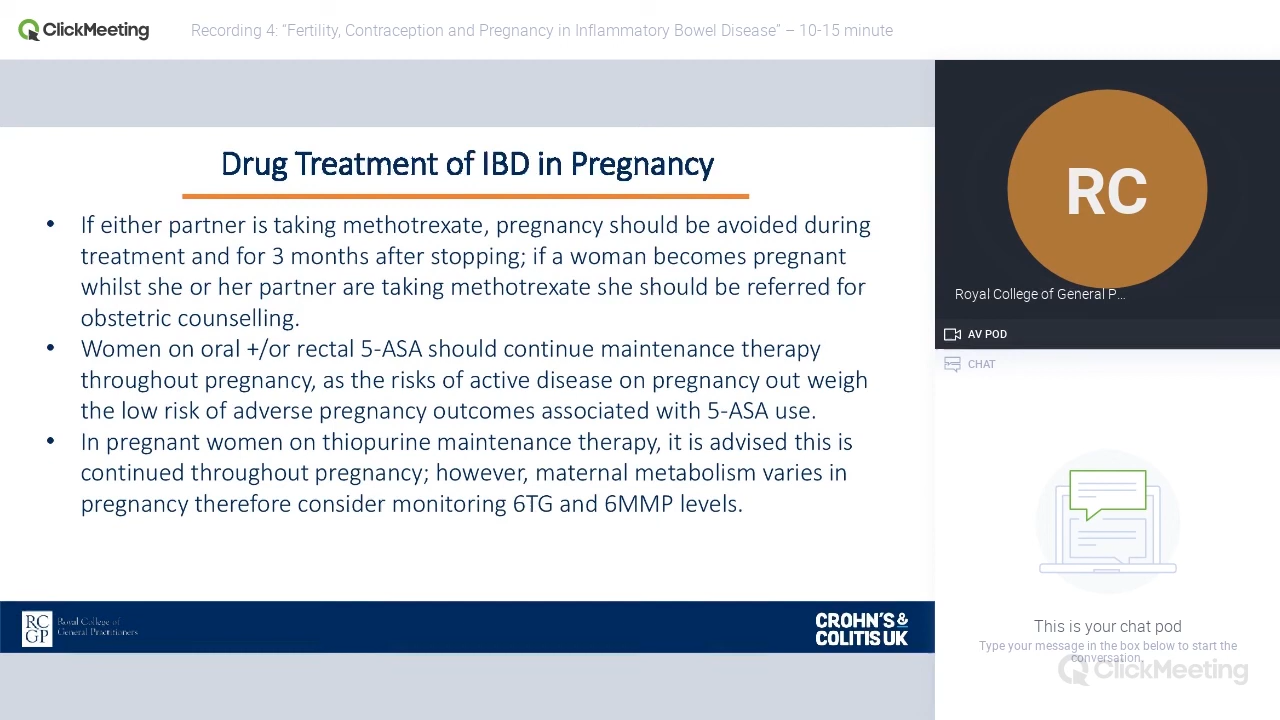 ClickMeeting
Recording 4: "Fertility, Contraception and Pregnancy in Inflammatory Bowel Disease" – 10-15 minute
Drug Treatment of IBD in Pregnancy
• If either partner is taking methotrexate, pregnancy should be avoided during
treatment and for 3 months after stopping; if a woman becomes pregnant
whilst she or her partner are taking methotrexate she should be referred for
obstetric counselling.
• Women on oral +/or rectal 5-ASA should continue maintenance therapy
throughout pregnancy, as the risks of active disease on pregnancy out weigh
the low risk of adverse pregnancy outcomes associated with 5-ASA use.
• In pregnant women on thiopurine maintenance therapy, it is advised this is
continued throughout pregnancy; however, maternal metabolism varies in
pregnancy therefore consider monitoring 6TG and 6MMP levels.
RC
GP
Royal College of
General Practitioners
CROHN'S &
COLITIS UK
RC
Royal College of General P...
AV POD
CHAT
This is your chat pod
Type your message in the box below to start the
conversation.
ClickMeeting